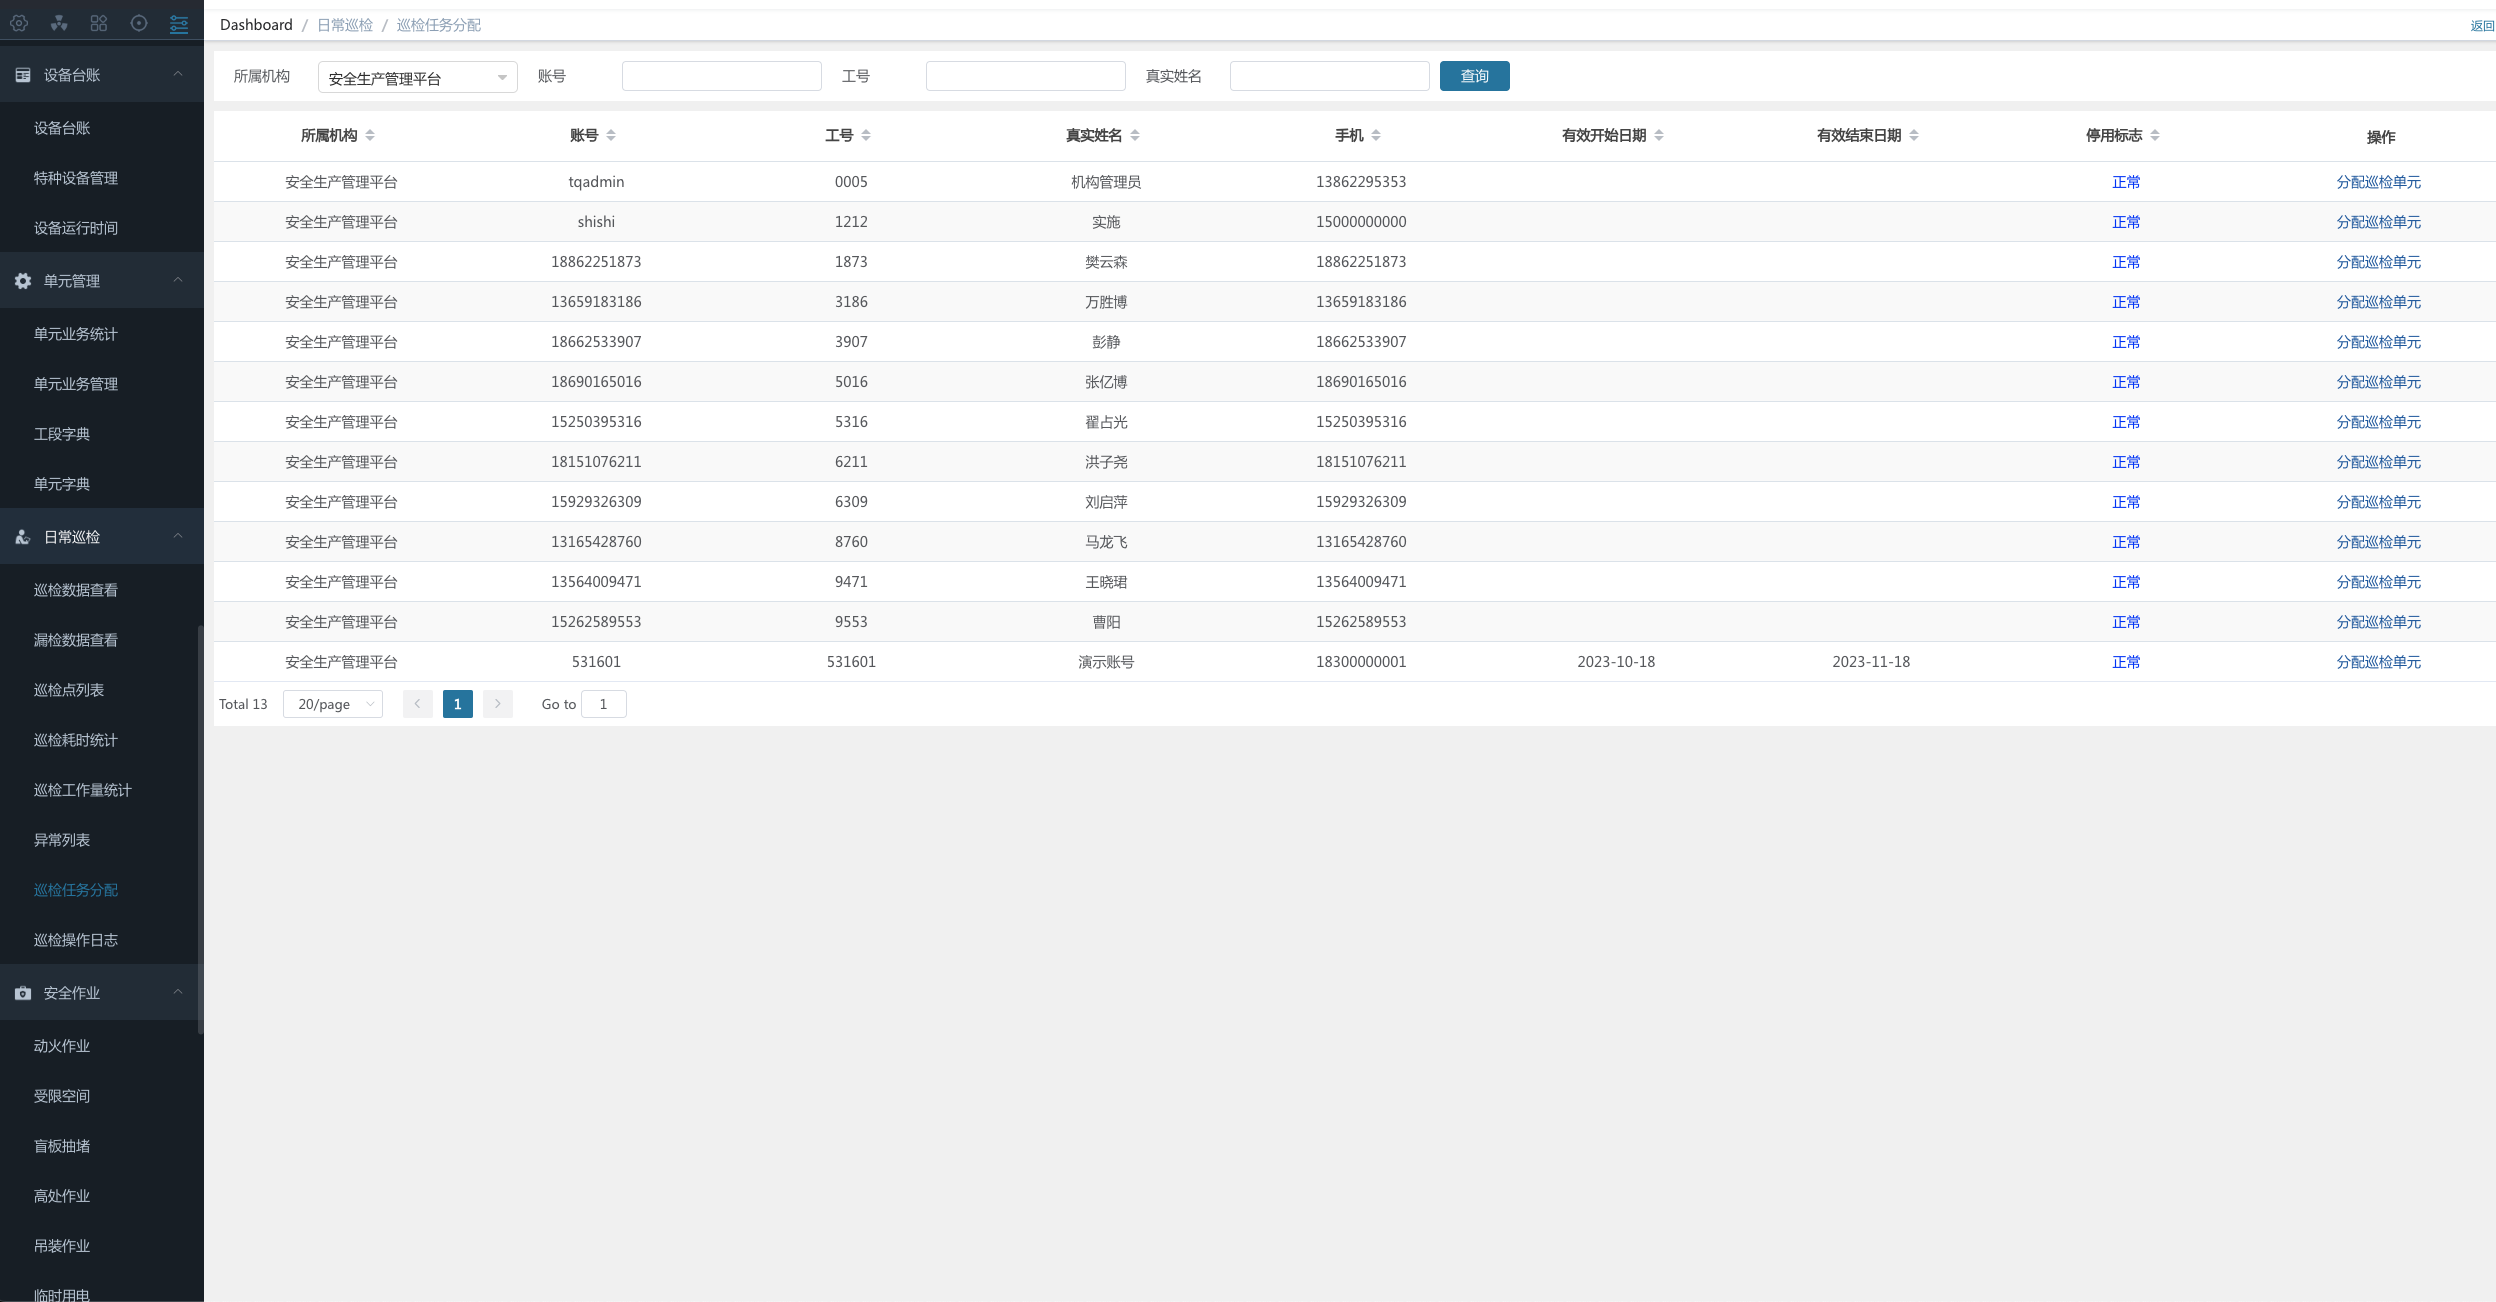 Dashboard / 日常巡检 / 巡检任务分配
返回
设备台账
设备台账
特种设备管理
设备运行时间
单元管理
单元业务统计
单元业务管理
工段字典
单元字典
日常巡检
巡检数据查看
漏检数据查看
巡检点列表
巡检耗时统计
巡检工作量统计
异常列表
巡检任务分配
巡检操作日志
安全作业
动火作业
受限空间
盲板抽堵
高处作业
吊装作业
临时用电
所属机构 安全生产管理平台 账号 工号 真实姓名 查询
所属机构 账号 工号 真实姓名 手机 有效开始日期 有效结束日期 停用标志 操作
安全生产管理平台 tqadmin 0005 机构管理员 13862295353 正常 分配巡检单元
安全生产管理平台 shishi 1212 实施 15000000000 正常 分配巡检单元
安全生产管理平台 18862251873 1873 樊云森 18862251873 正常 分配巡检单元
安全生产管理平台 13659183186 3186 万胜博 13659183186 正常 分配巡检单元
安全生产管理平台 18662533907 3907 彭静 18662533907 正常 分配巡检单元
安全生产管理平台 18690165016 5016 张亿博 18690165016 正常 分配巡检单元
安全生产管理平台 15250395316 5316 翟占光 15250395316 正常 分配巡检单元
安全生产管理平台 18151076211 6211 洪子尧 18151076211 正常 分配巡检单元
安全生产管理平台 15929326309 6309 刘启萍 15929326309 正常 分配巡检单元
安全生产管理平台 13165428760 8760 马龙飞 13165428760 正常 分配巡检单元
安全生产管理平台 13564009471 9471 王晓珺 13564009471 正常 分配巡检单元
安全生产管理平台 15262589553 9553 曹阳 15262589553 正常 分配巡检单元
安全生产管理平台 531601 531601 演示账号 18300000001 2023-10-18 2023-11-18 正常 分配巡检单元
Total 13 20/page 1 Go to 1